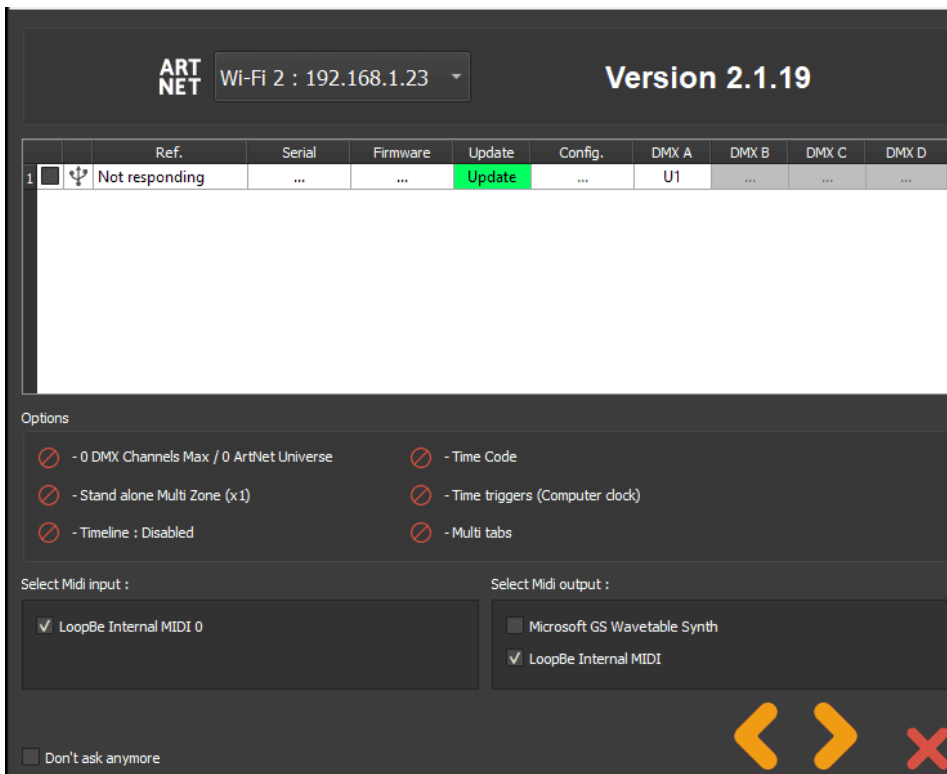 ART
NET
Wi-Fi 2 : 192.168.1.23
Version 2.1.19
Ref. Serial Firmware Update Config. DMX A DMX B DMX C DMX D
1 Not responding ... ... Update ... U1 ... ... ...
Options
- 0 DMX Channels Max / 0 ArtNet Universe
- Time Code
- Stand alone Multi Zone (x1)
- Time triggers (Computer clock)
- Timeline : Disabled
- Multi tabs
Select Midi input :
Select Midi output :
LoopBe Internal MIDI 0
Microsoft GS Wavetable Synth
LoopBe Internal MIDI
Don't ask anymore